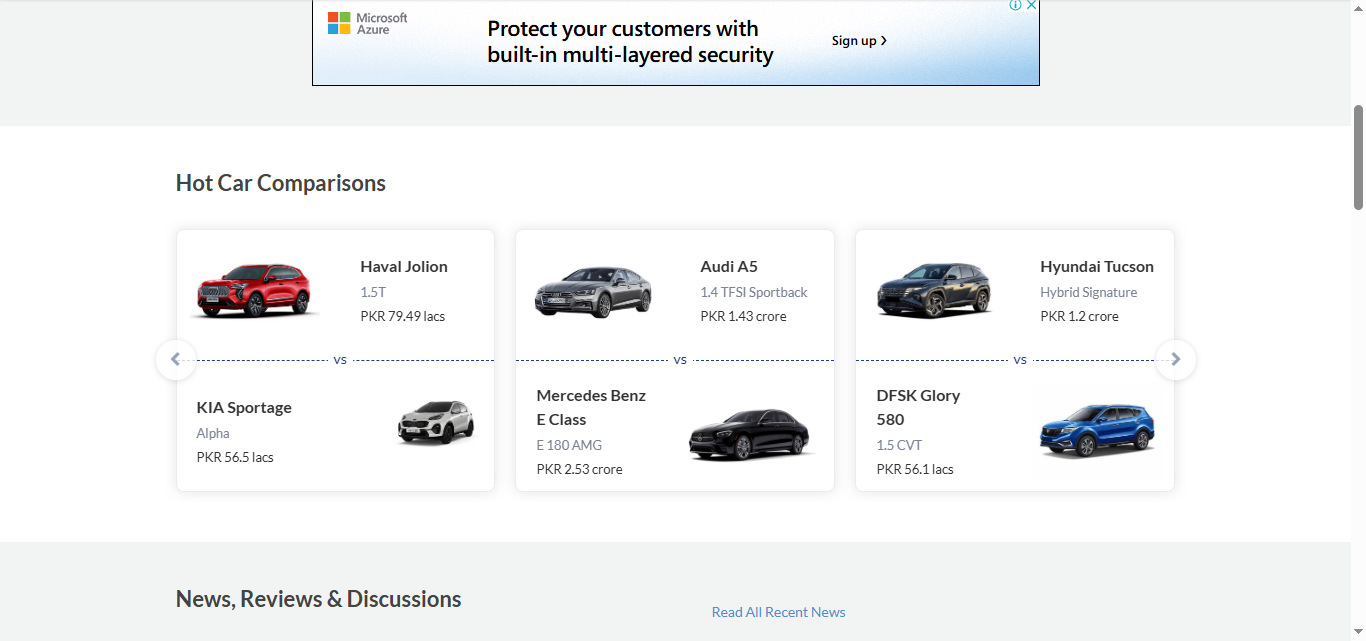 Microsoft
Azure
Protect your customers with
built-in multi-layered security
Sign up
Hot Car Comparisons
Haval Jolion
1.5T
PKR 79.49 lacs
vs
KIA Sportage
Alpha
PKR 56.5 lacs
Audi A5
1.4 TFSI Sportback
PKR 1.43 crore
vs
Mercedes Benz
E Class
E 180 AMG
PKR 2.53 crore
Hyundai Tucson
Hybrid Signature
PKR 1.2 crore
vs
DFSK Glory
580
1.5 CVT
PKR 56.1 lacs
News, Reviews & Discussions
Read All Recent News